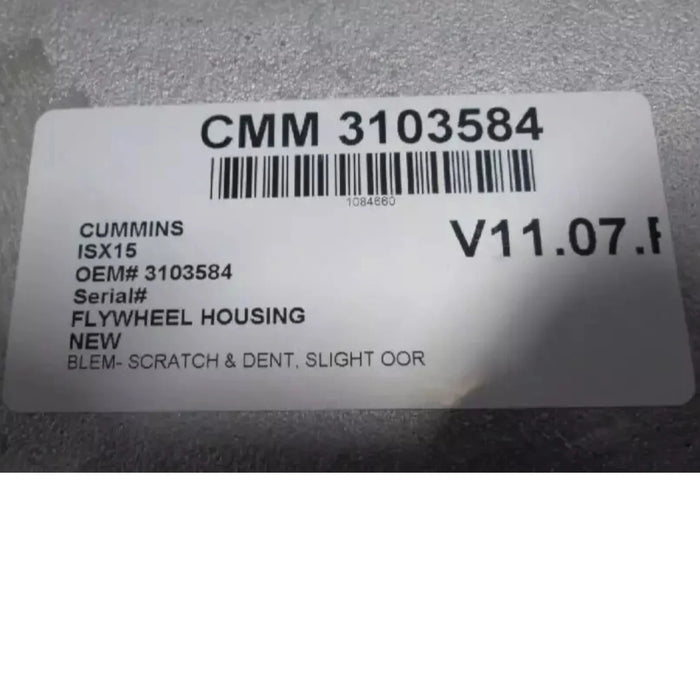 CMM 3103584
1084660
CUMMINS
ISX15
V11.07.
OEM# 3103584
Serial#
FLYWHEEL HOUSING
NEW
BLEM- SCRATCH & DENT, SLIGHT OOR